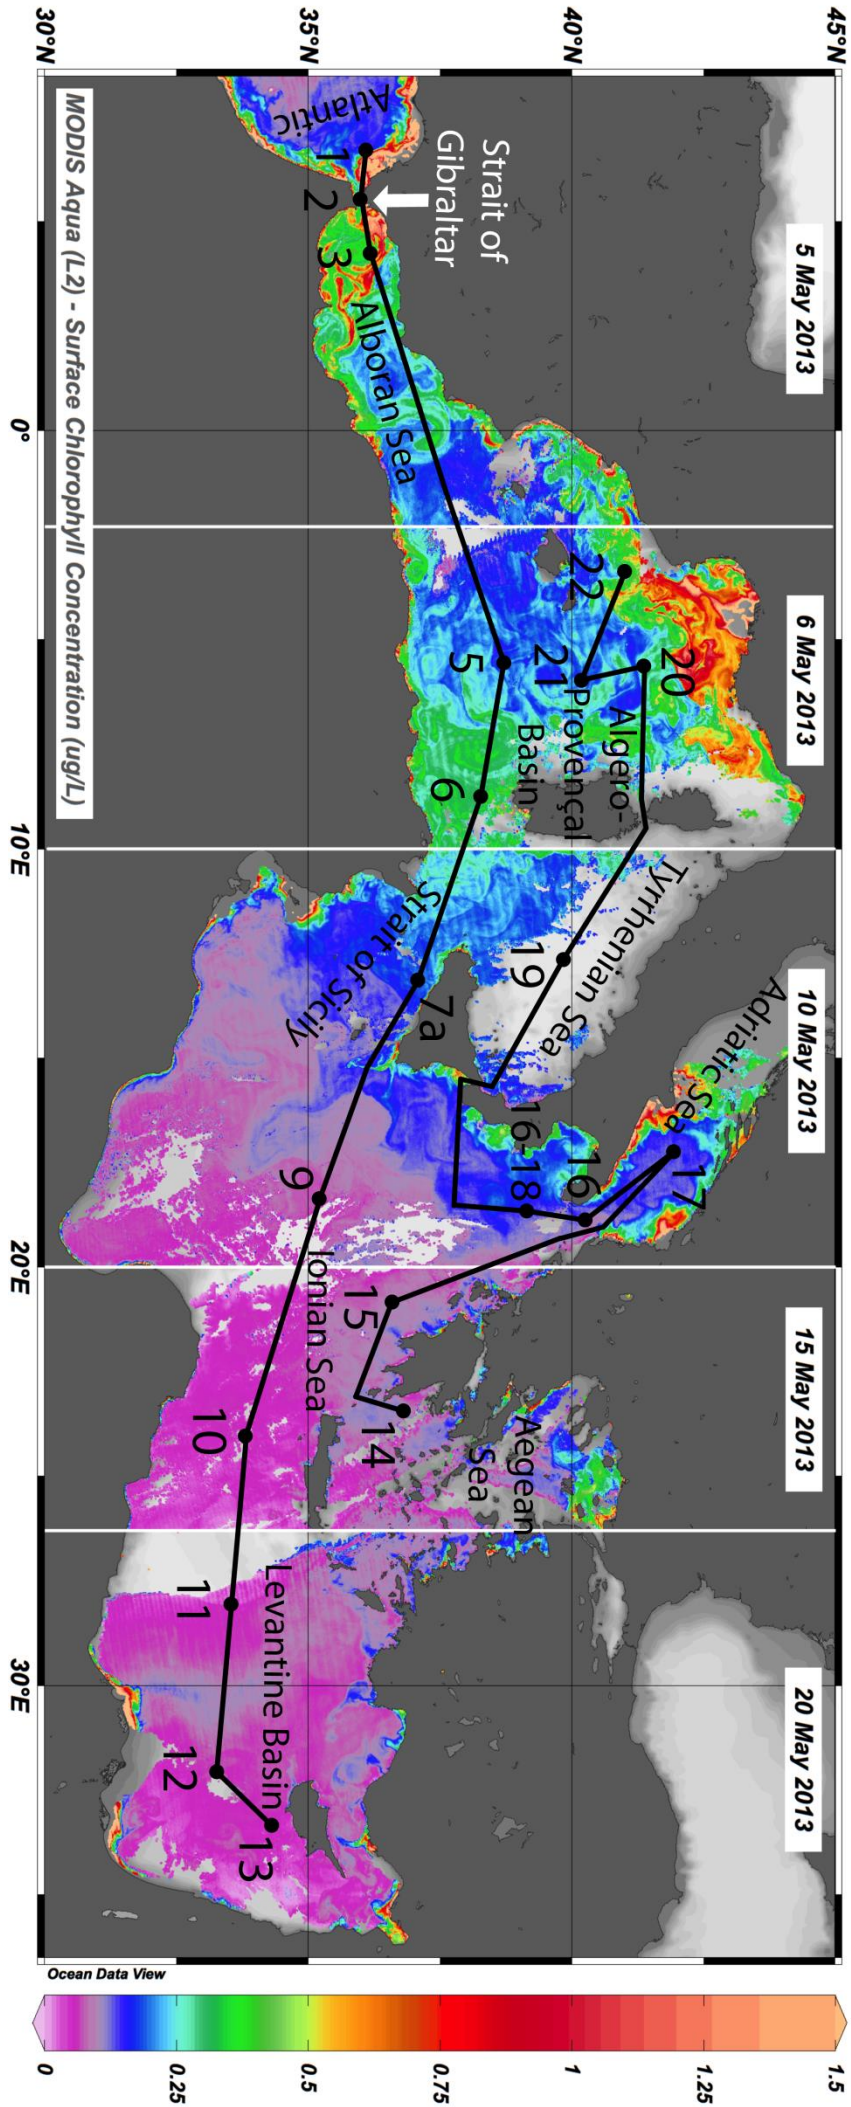 5 May 2013
6 May 2013
10 May 2013
15 May 2013
20 May 2013
45°N
40°N
35°N
30°N
0°
10°E
20°E
30°E
Strait of
Gibraltar
Atlantic
1
2
3
Alboran Sea
22
20
21
5
6
Algero-
Provençal
Basin
Tyrrhenian Sea
19
Adriatic Sea
17
16
16-18
Strait of Sicily
7a
9
Ionian Sea
15
14
10
Aegean
Sea
Levantine Basin
11
12
13
MODIS Aqua (L2) - Surface Chlorophyll Concentration (ug/L)
Ocean Data View
1.5
1.25
1
0.75
0.5
0.25
0